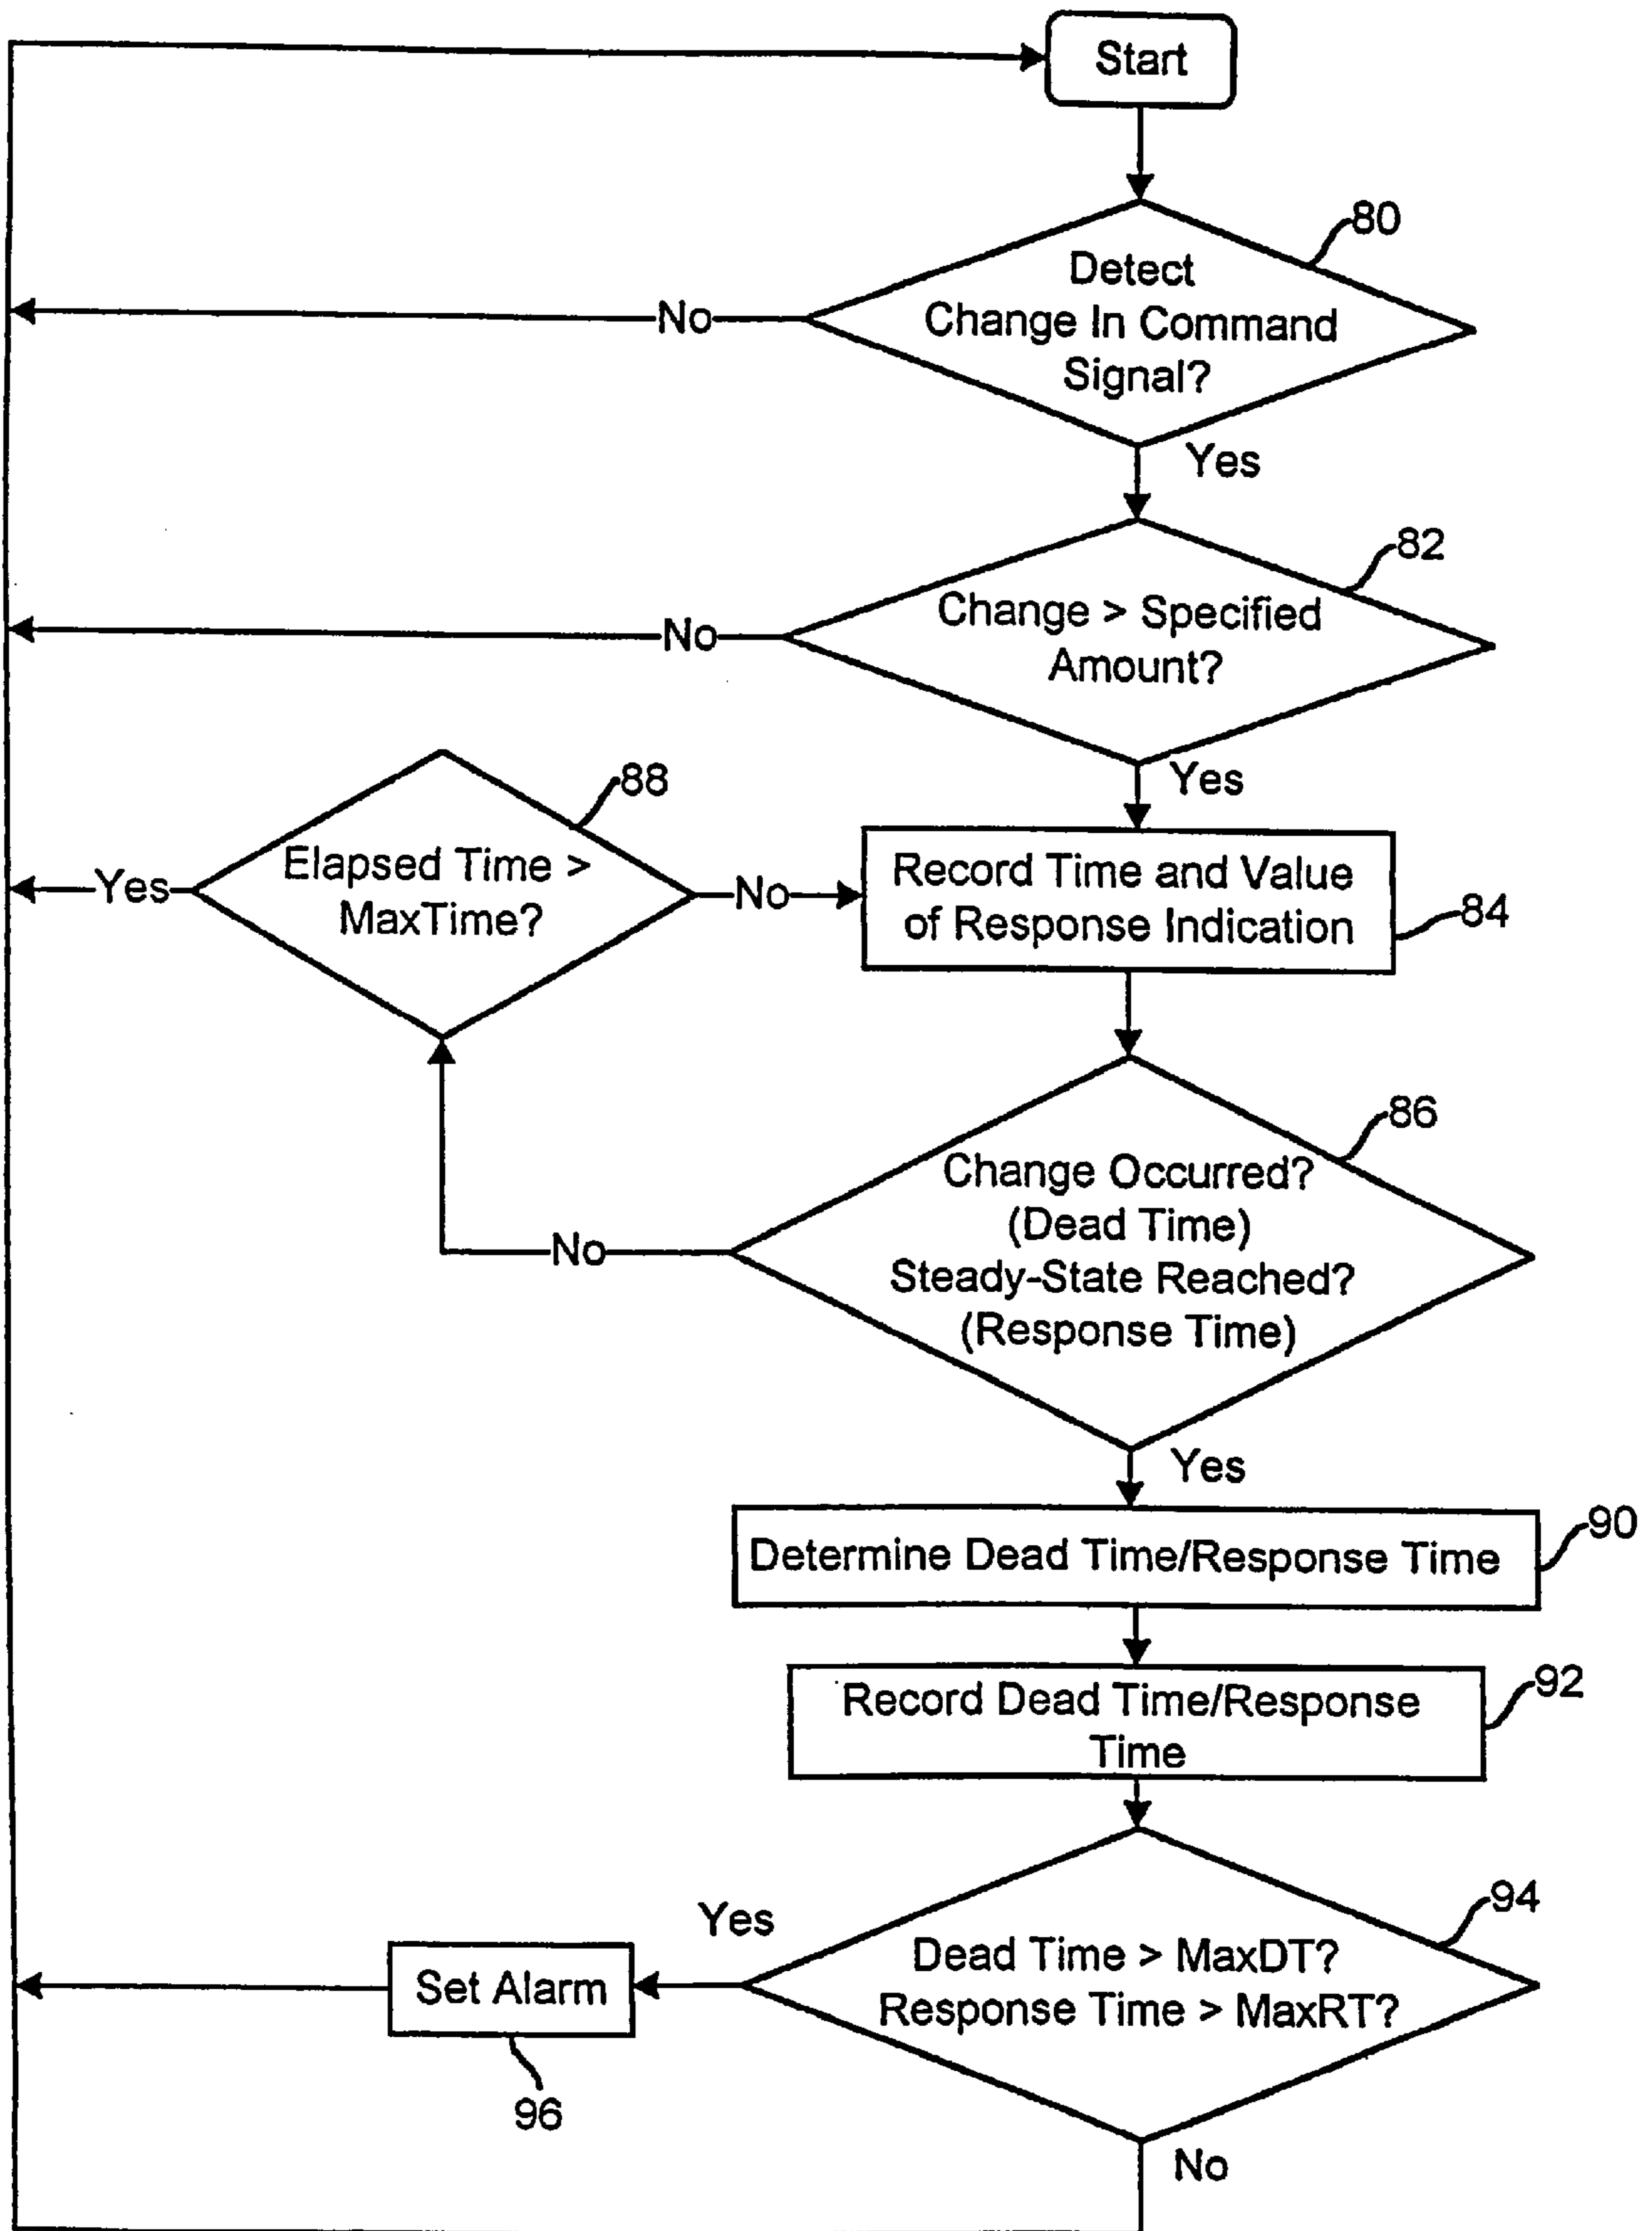 Start
80
Detect
Change In Command
Signal?
No
Yes
82
Change > Specified
Amount?
No
Yes
88
Elapsed Time >
MaxTime?
Yes
No
Record Time and Value
of Response Indication
84
86
Change Occurred?
(Dead Time)
Steady-State Reached?
(Response Time)
No
Yes
90
Determine Dead Time/Response Time
92
Record Dead Time/Response
Time
94
Yes
Dead Time > MaxDT?
Response Time > MaxRT?
Set Alarm
96
No